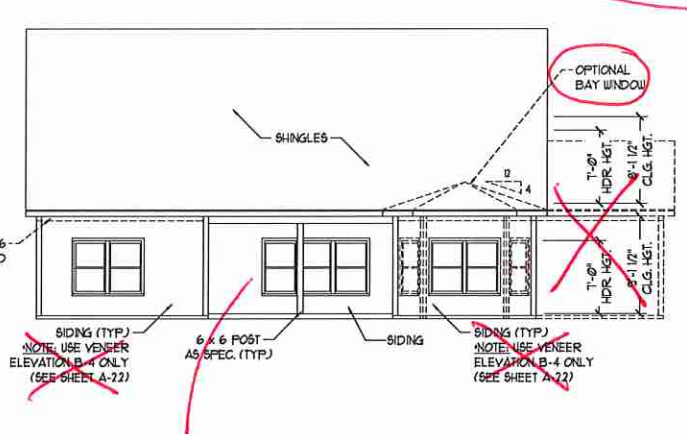 OPTIONAL
BAY WINDOW
SHINGLES
12
4
7'-0"
HDR. HGT.
8'-1 1/2"
CLG. HGT.
7'-0"
HDR. HGT.
8'-1 1/2"
CLG. HGT.
6
SIDING (TYP.)
*NOTE: USE VENEER
ELEVATION B-4 ONLY
(SEE SHEET A-22)
6 x 6 POST
AS SPEC. (TYP.)
SIDING
SIDING (TYP.)
*NOTE: USE VENEER
ELEVATION B-4 ONLY
(SEE SHEET A-22)